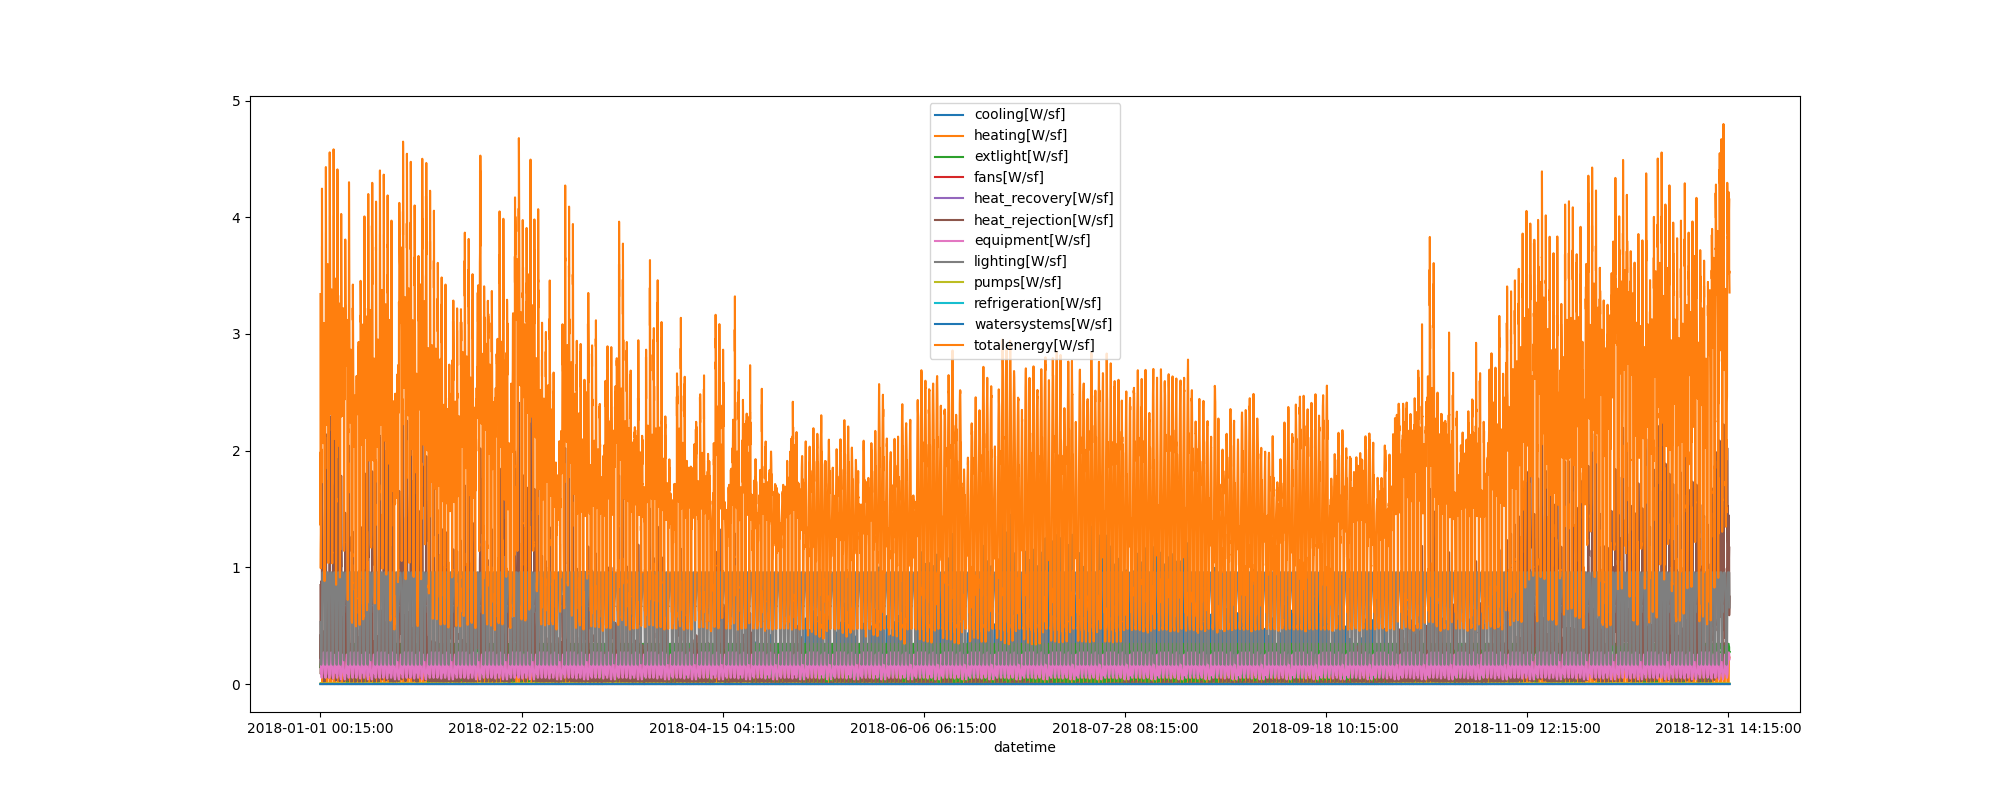 5
4
3
2
1
0
cooling[W/sf]
heating[W/sf]
extlight[W/sf]
fans[W/sf]
heat_recovery[W/sf]
heat_rejection[W/sf]
equipment[W/sf]
lighting[W/sf]
pumps[W/sf]
refrigeration[W/sf]
watersystems[W/sf]
totalenergy[W/sf]
2018-01-01 00:15:00 2018-02-22 02:15:00 2018-04-15 04:15:00 2018-06-06 06:15:00 2018-07-28 08:15:00 2018-09-18 10:15:00 2018-11-09 12:15:00 2018-12-31 14:15:00
datetime